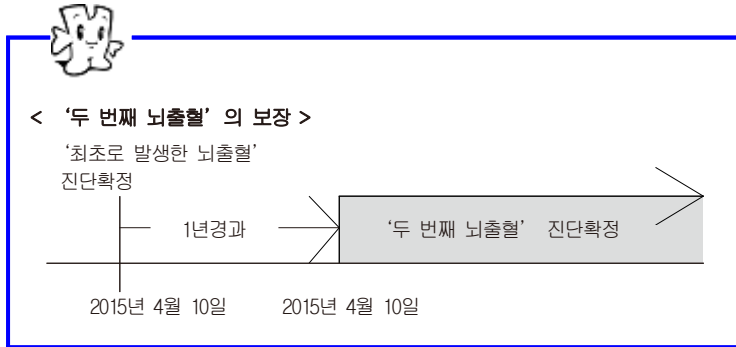 < ‘두 번째 뇌출혈’ 의 보장 >
‘최초로 발생한 뇌출혈’
진단확정
1년경과
‘두 번째 뇌출혈’ 진단확정
2015년 4월 10일
2015년 4월 10일